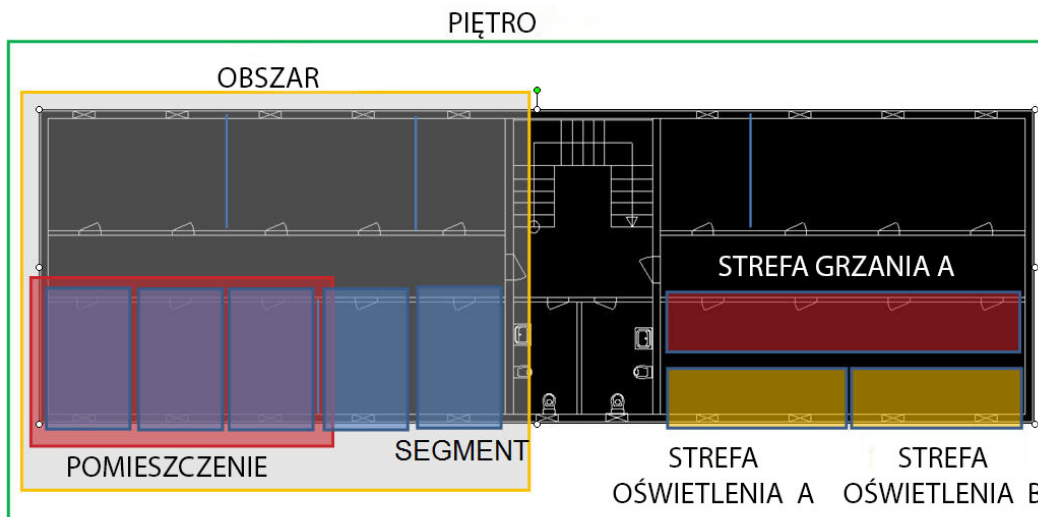 PIĘTRO
OBSZAR
STREFA GRZANIA A
SEGMENT
POMIESZCZENIE
STREFA
OŚWIETLENIA A
STREFA
OŚWIETLENIA B